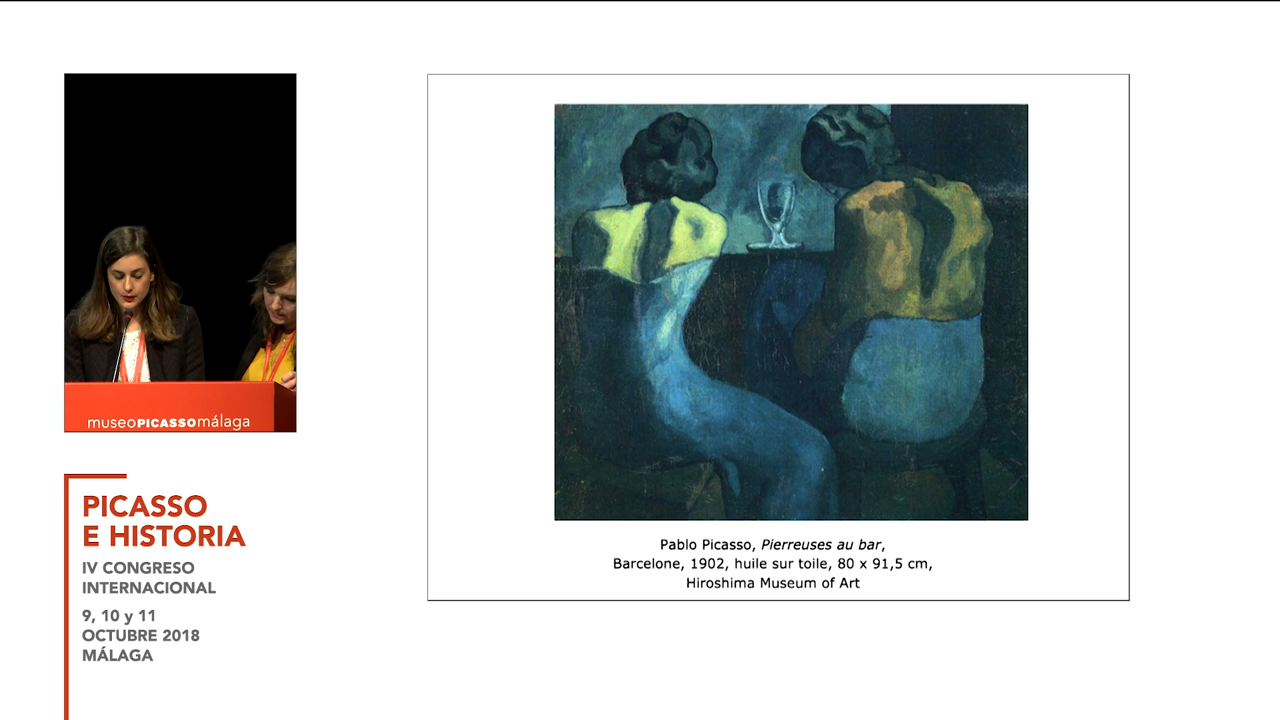 museoPICASSOmálaga
PICASSO
E HISTORIA
IV CONGRESO
INTERNACIONAL
9, 10 y 11
OCTUBRE 2018
MÁLAGA
Pablo Picasso, Pierreuses au bar,
Barcelone, 1902, huile sur toile, 80 x 91,5 cm,
Hiroshima Museum of Art